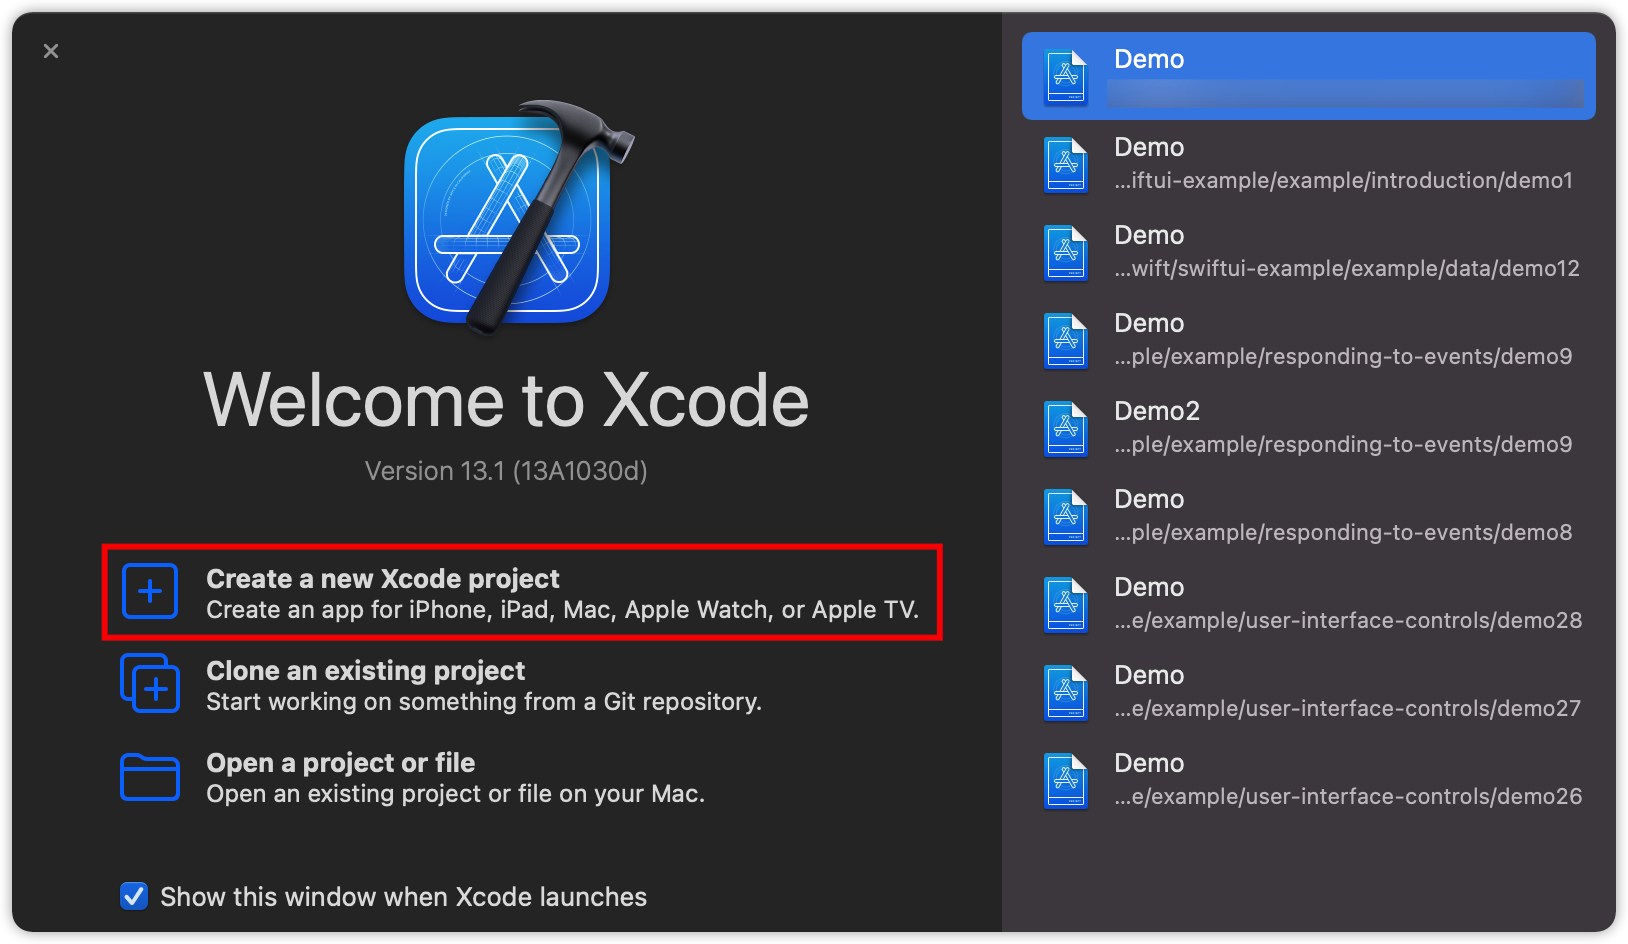 Welcome to Xcode
Version 13.1 (13A1030d)
Create a new Xcode project
Create an app for iPhone, iPad, Mac, Apple Watch, or Apple TV.
Clone an existing project
Start working on something from a Git repository.
Open a project or file
Open an existing project or file on your Mac.
Show this window when Xcode launches
Demo
Demo
...iftui-example/example/introduction/demo1
Demo
...wift/swiftui-example/example/data/demo12
Demo
...ple/example/responding-to-events/demo9
Demo2
...ple/example/responding-to-events/demo9
Demo
...ple/example/responding-to-events/demo8
Demo
...e/example/user-interface-controls/demo28
Demo
...e/example/user-interface-controls/demo27
Demo
...e/example/user-interface-controls/demo26